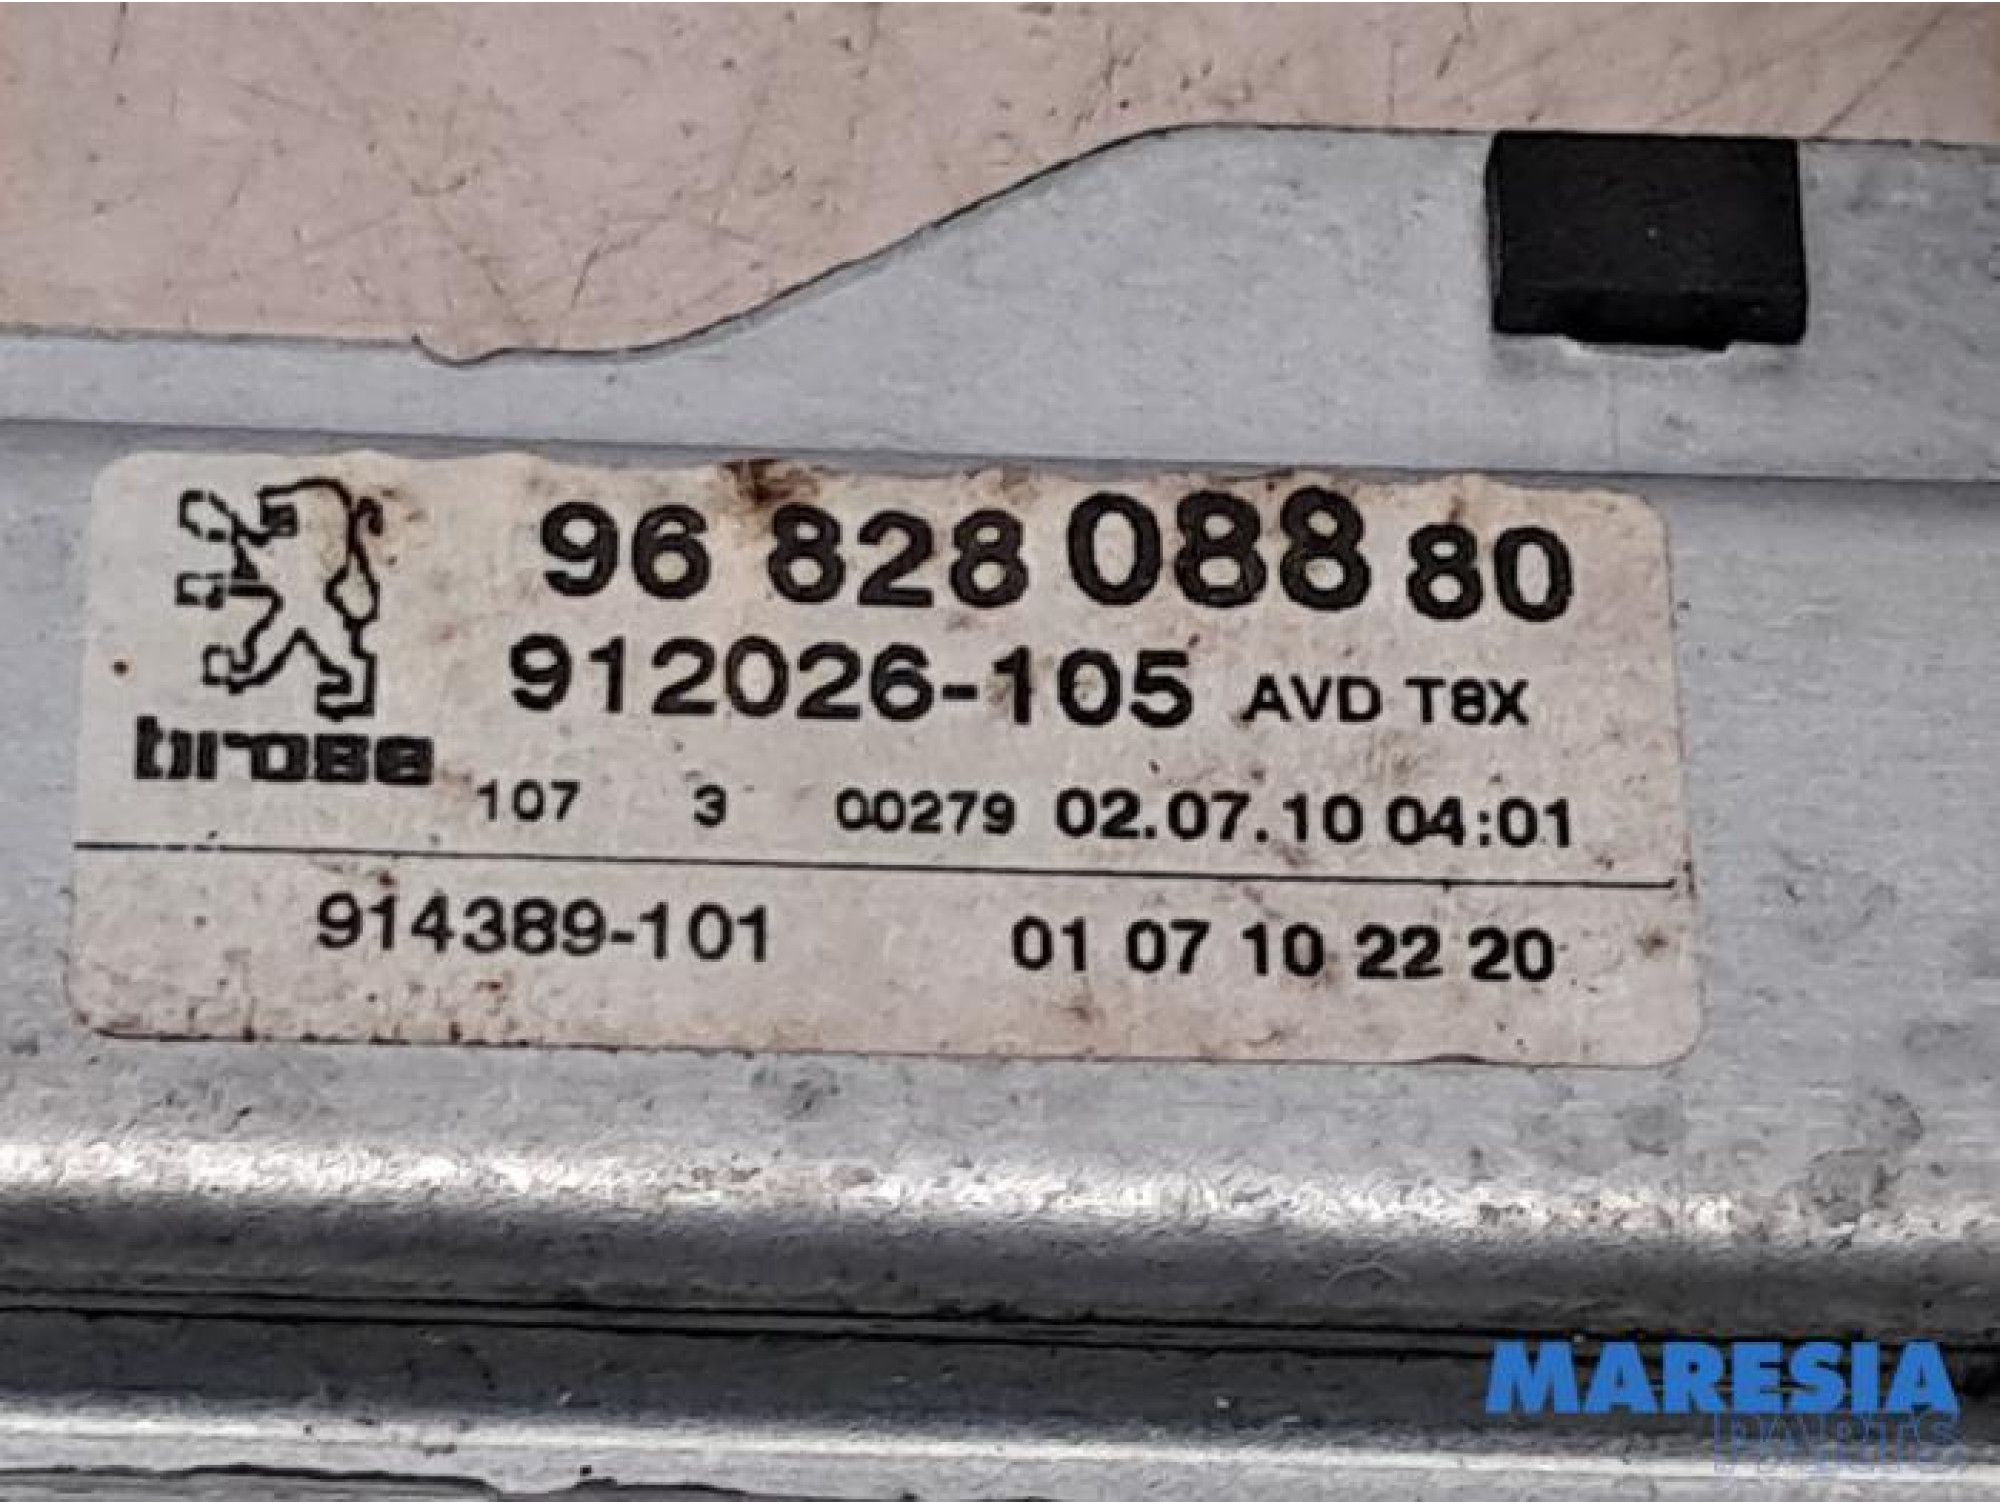 96 828 088 80
912026-105 AVD T8X
brose
107 3 00279 02.07.10 04:01
914389-101 01 07 10 22 20
MARESIA
PARTS